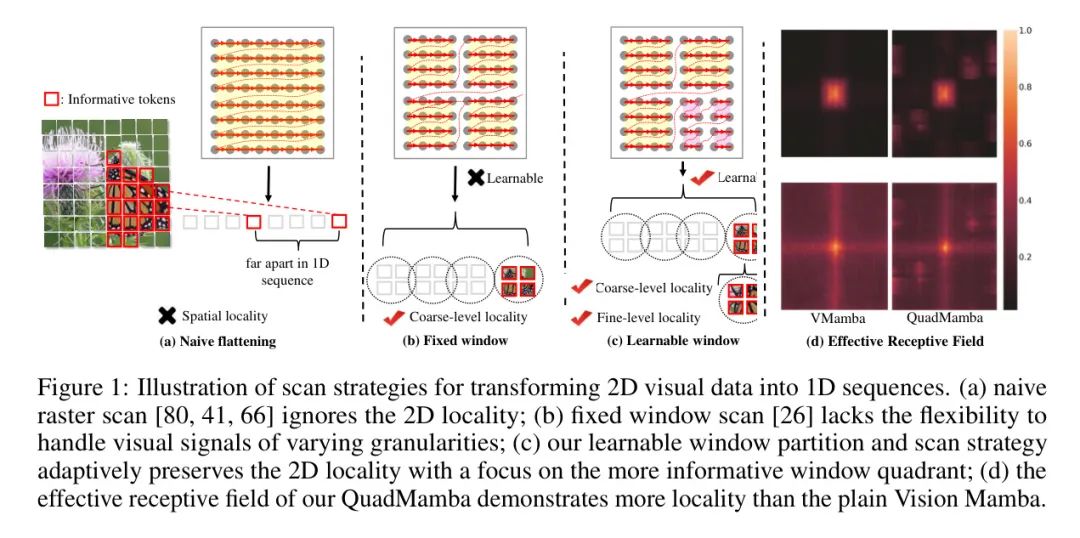 : Informative tokens
far apart in 1D
sequence
Spatial locality
(a) Naive flattening
Learnable
Coarse-level locality
(b) Fixed window
Coarse-level locality
Fine-level locality
(c) Learnable window
1.0
0.8
0.6
0.4
0.2
VMamba
QuadMamba
(d) Effective Receptive Field
Figure 1: Illustration of scan strategies for transforming 2D visual data into 1D sequences. (a) naive
raster scan [80, 41, 66] ignores the 2D locality; (b) fixed window scan [26] lacks the flexibility to
handle visual signals of varying granularities; (c) our learnable window partition and scan strategy
adaptively preserves the 2D locality with a focus on the more informative window quadrant; (d) the
effective receptive field of our QuadMamba demonstrates more locality than the plain Vision Mamba.